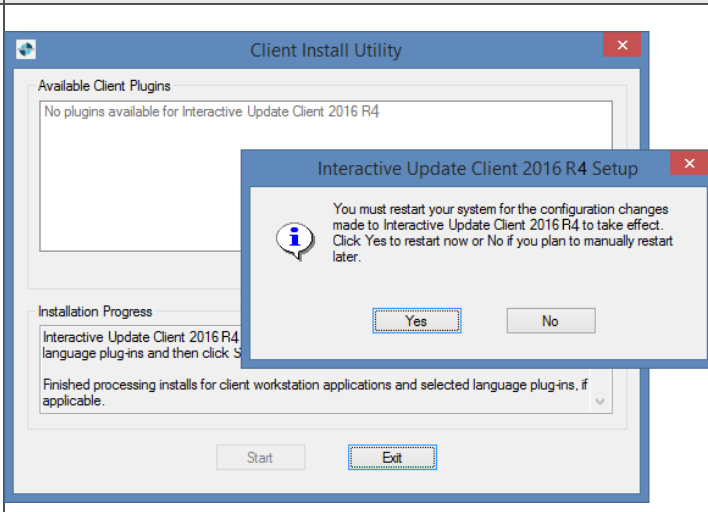 Client Install Utility
Available Client Plugins
No plugins available for Interactive Update Client 2016 R4
Interactive Update Client 2016 R4 Setup
You must restart your system for the configuration changes
made to Interactive Update Client 2016 R4 to take effect.
Click Yes to restart now or No if you plan to manually restart
later.
Yes No
Installation Progress
Interactive Update Client 2016 R4
language plug-ins and then click S
Finished processing installs for client workstation applications and selected language plug-ins, if
applicable.
Start Exit